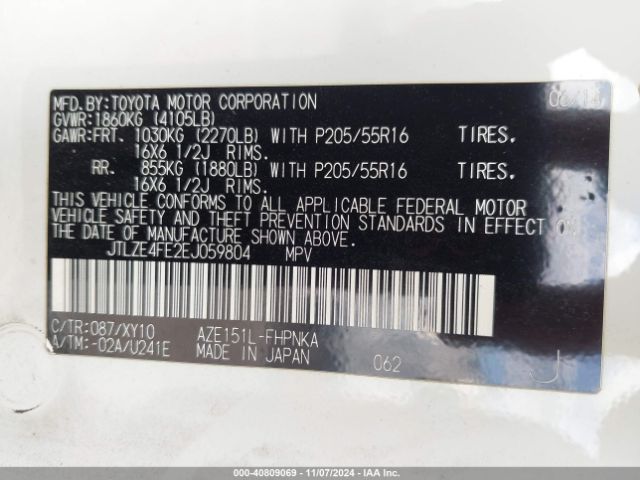 MFD.BY:TOYOTA MOTOR CORPORATION
GVWR:1860KG (4105LB)
GAWR:FRT. 1030KG (2270LB) WITH P205/55R16 TIRES.
16X6 1/2J RIMS.
RR. 855KG (1880LB) WITH P205/55R16 TIRES.
16X6 1/2J RIMS.
THIS VEHICLE CONFORMS TO ALL APPLICABLE FEDERAL MOTOR
VEHICLE SAFETY AND THEFT PREVENTION STANDARDS IN EFFECT ON
THE DATE OF MANUFACTURE SHOWN ABOVE.
JTLZE4FE2EJ059804 MPV
C/TR:087/XY10 AZE151L-FHPNKA
A/TM:-02A/U241E MADE IN JAPAN 062 J
000-40809069 - 11/07/2024 - IAA Inc.